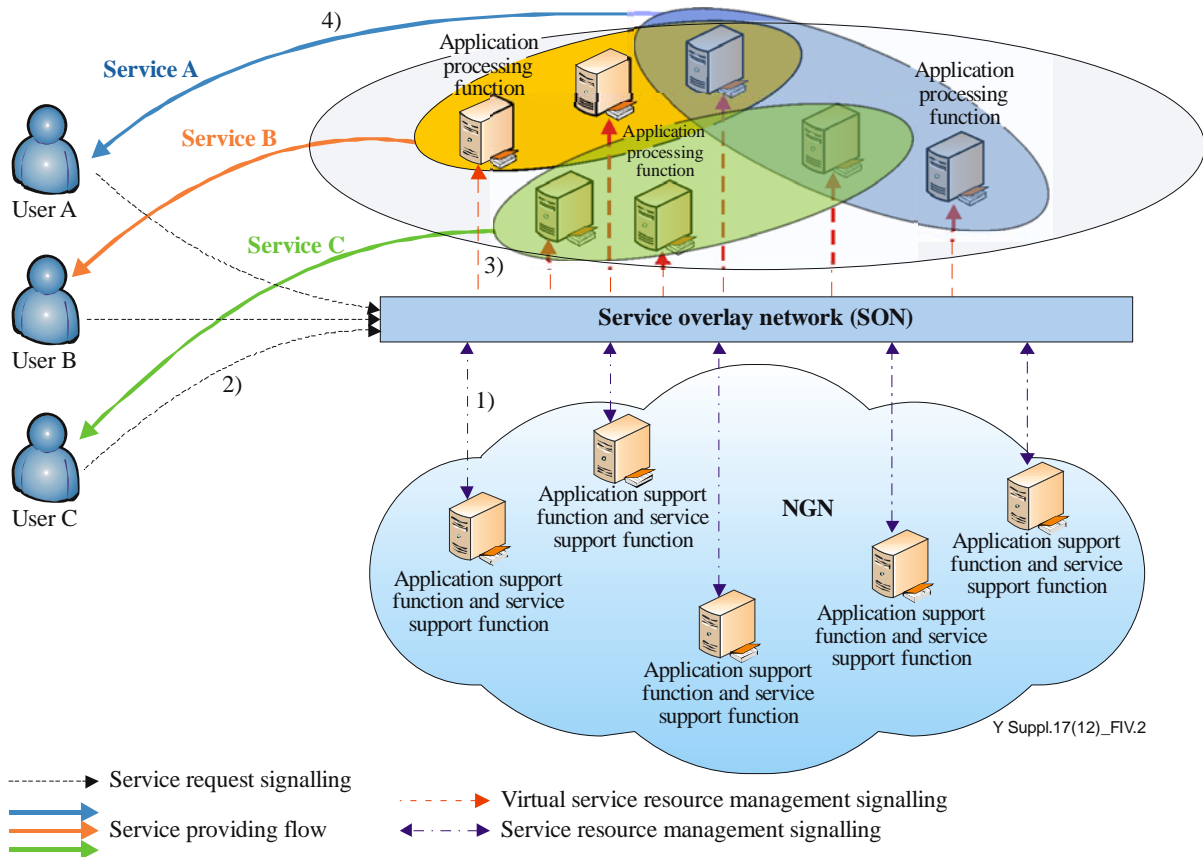 4)
Application
processing
function
Service A
Application
processing
function
Service B
Application
processing
function
User A
Service C
3)
Service overlay network (SON)
User B
2)
1)
User C
NGN
Application support
function and service
support function
Application support
function and service
support function
Application support
function and service
support function
Application support
function and service
support function
Application support
function and service
support function
Y Suppl.17(12)_FIV.2
Service request signalling
Service providing flow
Virtual service resource management signalling
Service resource management signalling